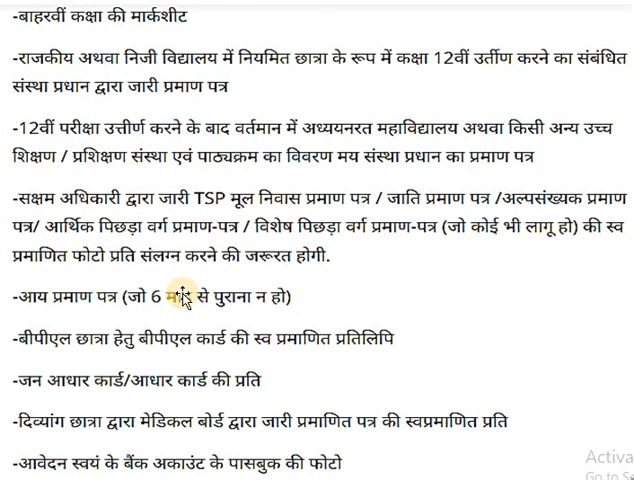 -बाहरवीं कक्षा की मार्कशीट
-राजकीय अथवा निजी विद्यालय में नियमित छात्रा के रूप में कक्षा 12वीं उर्तीण करने का संबंधित
संस्था प्रधान द्वारा जारी प्रमाण पत्र
-12वीं परीक्षा उत्तीर्ण करने के बाद वर्तमान में अध्ययनरत महाविद्यालय अथवा किसी अन्य उच्च
शिक्षण / प्रशिक्षण संस्था एवं पाठ्यक्रम का विवरण मय संस्था प्रधान का प्रमाण पत्र
-सक्षम अधिकारी द्वारा जारी TSP मूल निवास प्रमाण पत्र / जाति प्रमाण पत्र /अल्पसंख्यक प्रमाण
पत्र/ आर्थिक पिछड़ा वर्ग प्रमाण-पत्र / विशेष पिछड़ा वर्ग प्रमाण-पत्र (जो कोई भी लागू हो) की स्व
प्रमाणित फोटो प्रति संलग्न करने की जरूरत होगी.
-आय प्रमाण पत्र (जो 6 से पुराना न हो)
-बीपीएल छात्रा हेतु बीपीएल कार्ड की स्व प्रमाणित प्रतिलिपि
-जन आधार कार्ड/आधार कार्ड की प्रति
-दिव्यांग छात्रा द्वारा मेडिकल बोर्ड द्वारा जारी प्रमाणित पत्र की स्वप्रमाणित प्रति
-आवेदन स्वयं के बैंक अकाउंट के पासबुक की फोटो
Activa
Go to Se